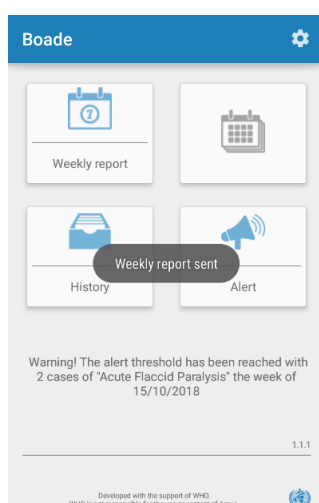 Boade
7
Weekly report
Weekly report sent
History
Alert
Warning! The alert threshold has been reached with
2 cases of "Acute Flaccid Paralysis" the week of
15/10/2018
1.1.1
Developed with the support of WHO.